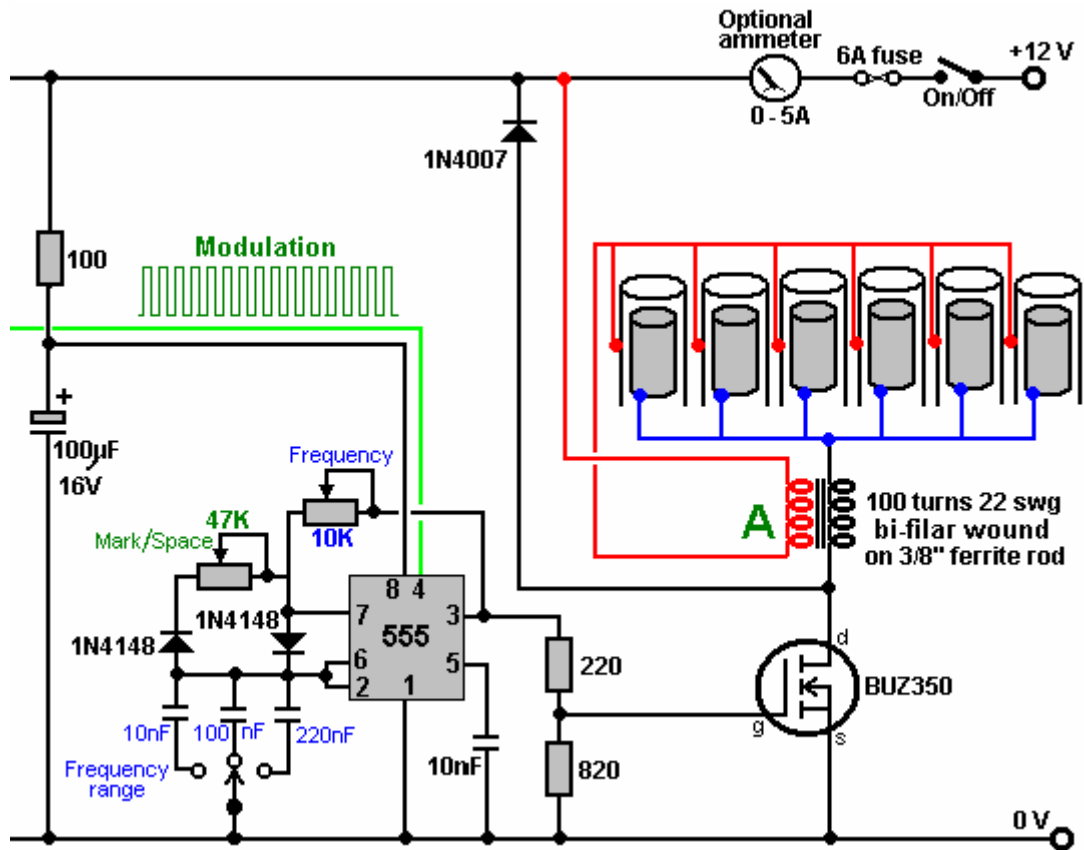 Optional
ammeter
6A fuse
+12 V
On/Off
0 - 5A
1N4007
Modulation
100
+
100µF
16V
Frequency
47K
Mark/Space
10K
A
100 turns 22 swg
bi-filar wound
on 3/8" ferrite rod
8 4
1N4148
7
3
555
1N4148
6
5
2
1
220
d
BUZ350
g
s
10nF
100 nF
220nF
10nF
820
Frequency
range
0 V